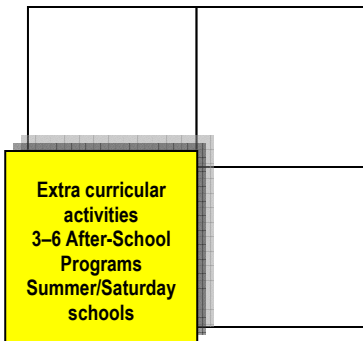 Extra curricular
activities
3–6 After-School
Programs
Summer/Saturday
schools